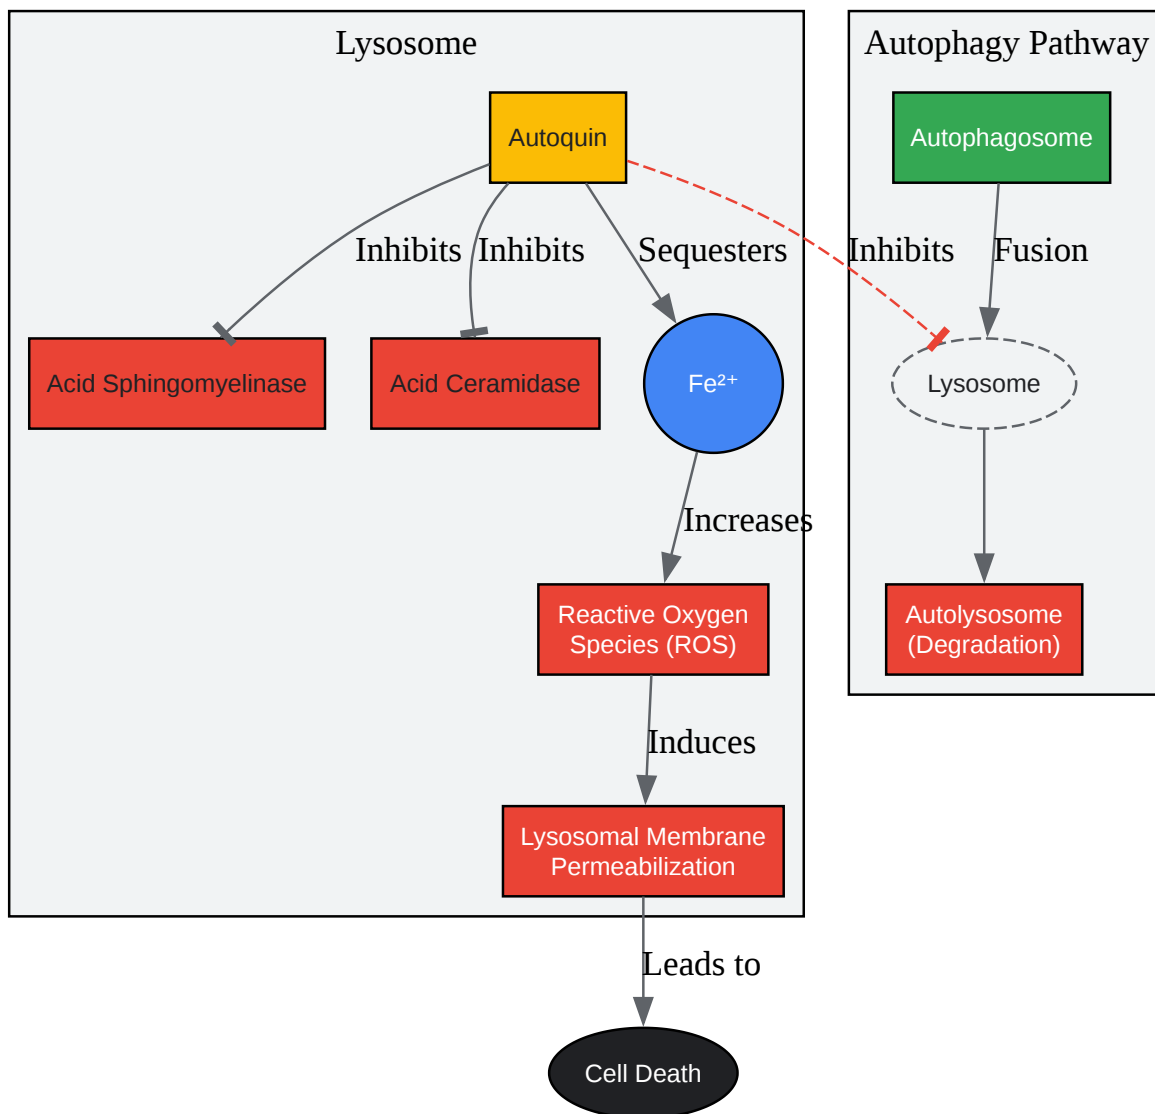 Lysosome
Autophagy Pathway
Autoquin
Autophagosome
Inhibits
Inhibits
Sequesters
Inhibits
Fusion
Acid Sphingomyelinase
Acid Ceramidase
Fe²⁺
Lysosome
Increases
Reactive Oxygen
Species (ROS)
Autolysosome
(Degradation)
Induces
Lysosomal Membrane
Permeabilization
Leads to
Cell Death